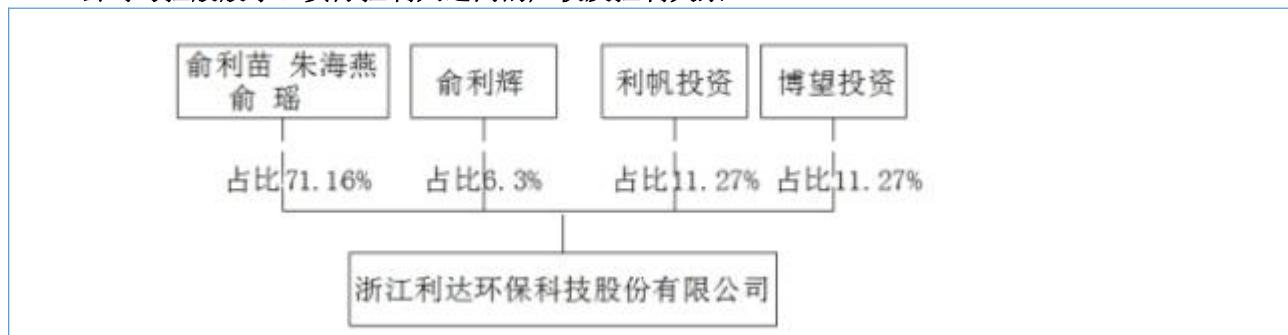 俞利苗 朱海燕
俞 瑶
俞利辉
利帆投资
博望投资
占比71.16%
占比6.3%
占比11.27%
占比11.27%
浙江利达环保科技股份有限公司